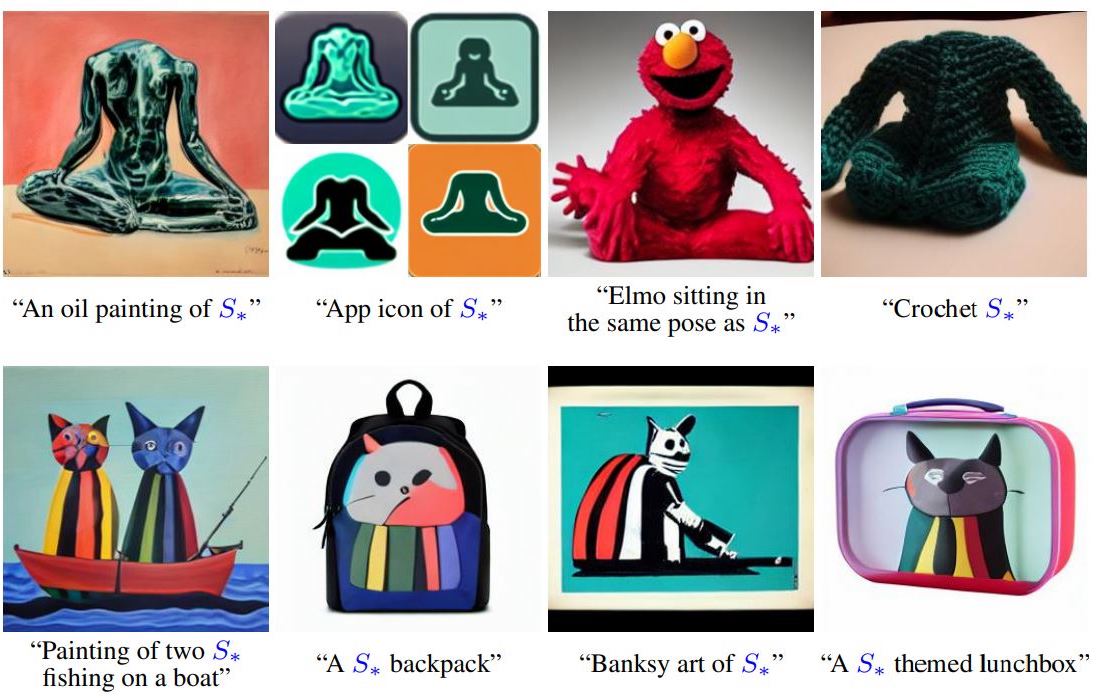 “An oil painting of S*”
“App icon of S*”
“Elmo sitting in
the same pose as S*”
“Crochet S*”
“Painting of two S*
fishing on a boat”
“A S* backpack”
“Banksy art of S*”
“A S* themed lunchbox”